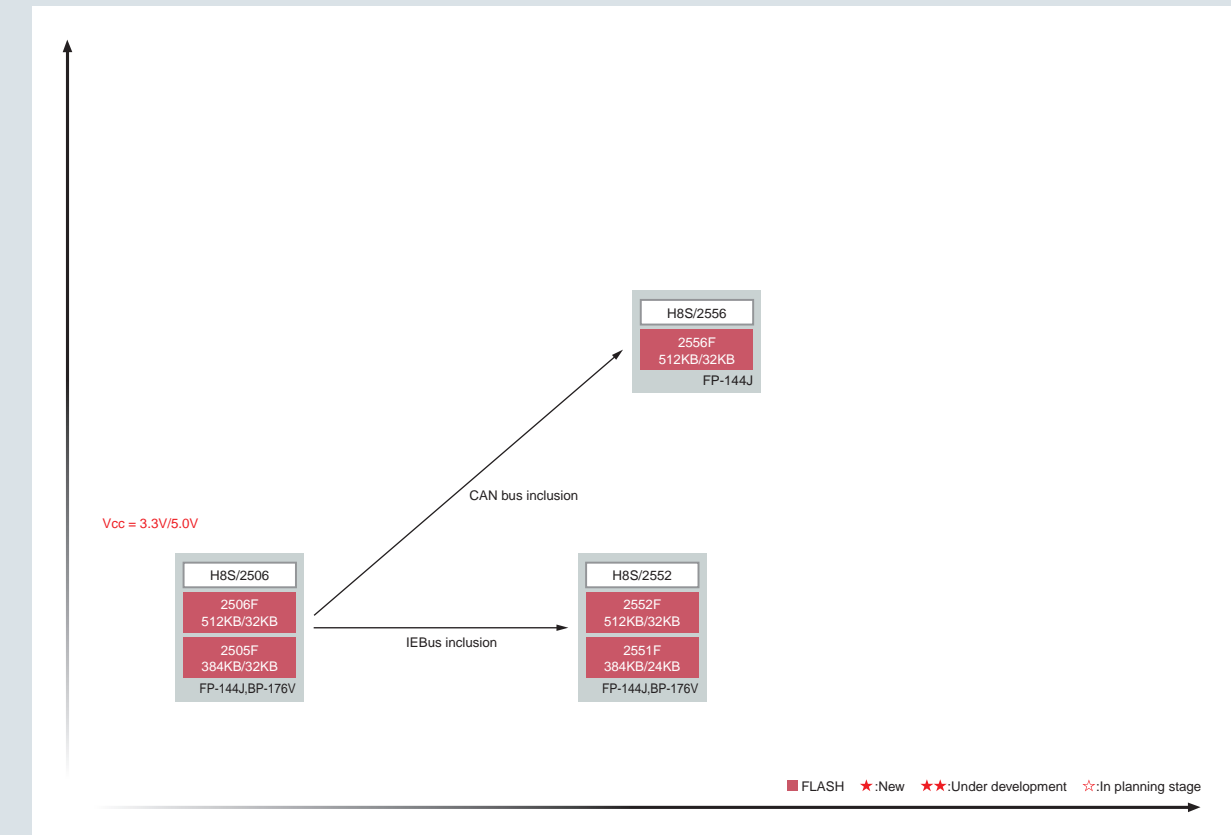 H8S/2556
2556F
512KB/32KB
FP-144J
CAN bus inclusion
Vcc = 3.3V/5.0V
H8S/2506
2506F
512KB/32KB
2505F
384KB/32KB
FP-144J,BP-176V
IEBus inclusion
H8S/2552
2552F
512KB/32KB
2551F
384KB/24KB
FP-144J,BP-176V
FLASH ★:New ★★:Under development ☆:In planning stage